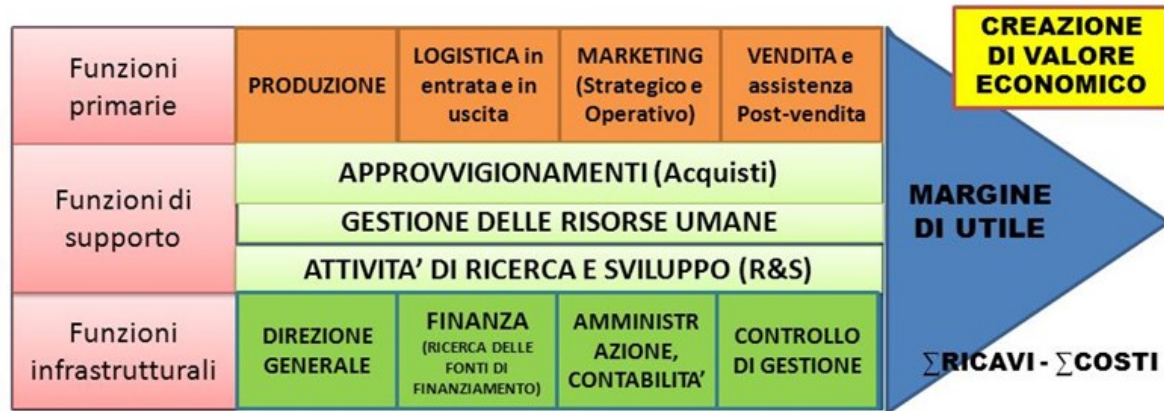 Funzioni
primarie
PRODUZIONE
LOGISTICA in
entrata e in
uscita
MARKETING
(Strategico e
Operativo)
VENDITA e
assistenza
Post-vendita
CREAZIONE
DI VALORE
ECONOMICO
Funzioni di
supporto
APPROVVIGIONAMENTI (Acquisti)
GESTIONE DELLE RISORSE UMANE
ATTIVITA’ DI RICERCA E SVILUPPO (R&S)
MARGINE
DI UTILE
Funzioni
infrastrutturali
DIREZIONE
GENERALE
FINANZA
(RICERCA DELLE
FONTI DI
FINANZIAMENTO)
AMMINISTR
AZIONE,
CONTABILITA’
CONTROLLO
DI GESTIONE
∑RICAVI - ∑COSTI